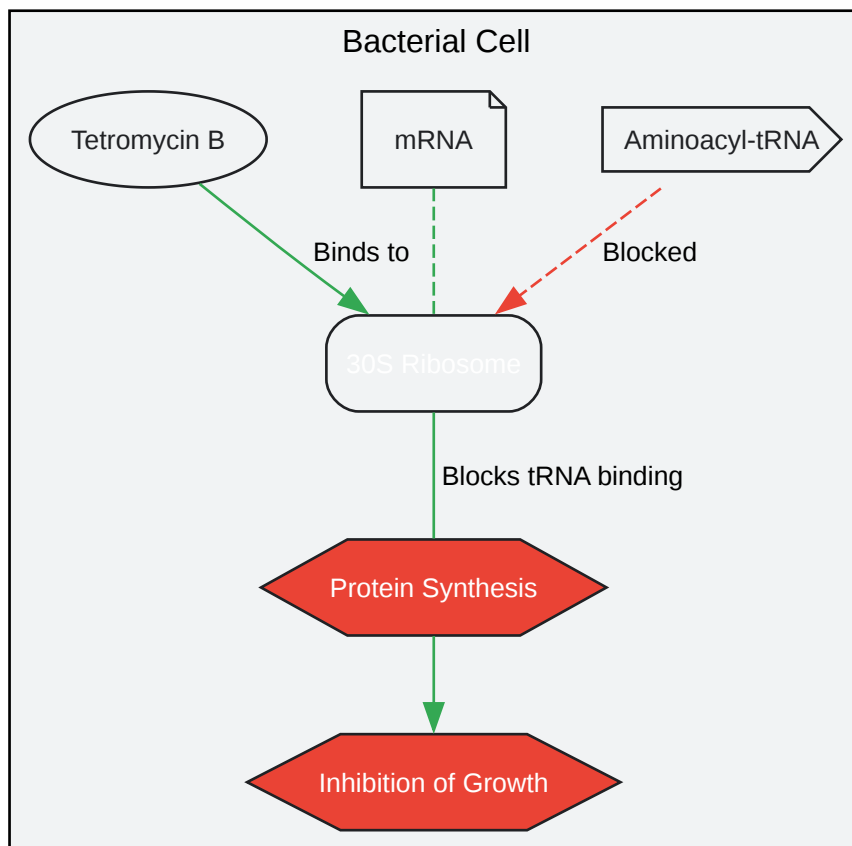 Bacterial Cell
Tetromycin B
mRNA
Aminoacyl-tRNA
Binds to
Blocked
30S Ribosome
Blocks tRNA binding
Protein Synthesis
Inhibition of Growth